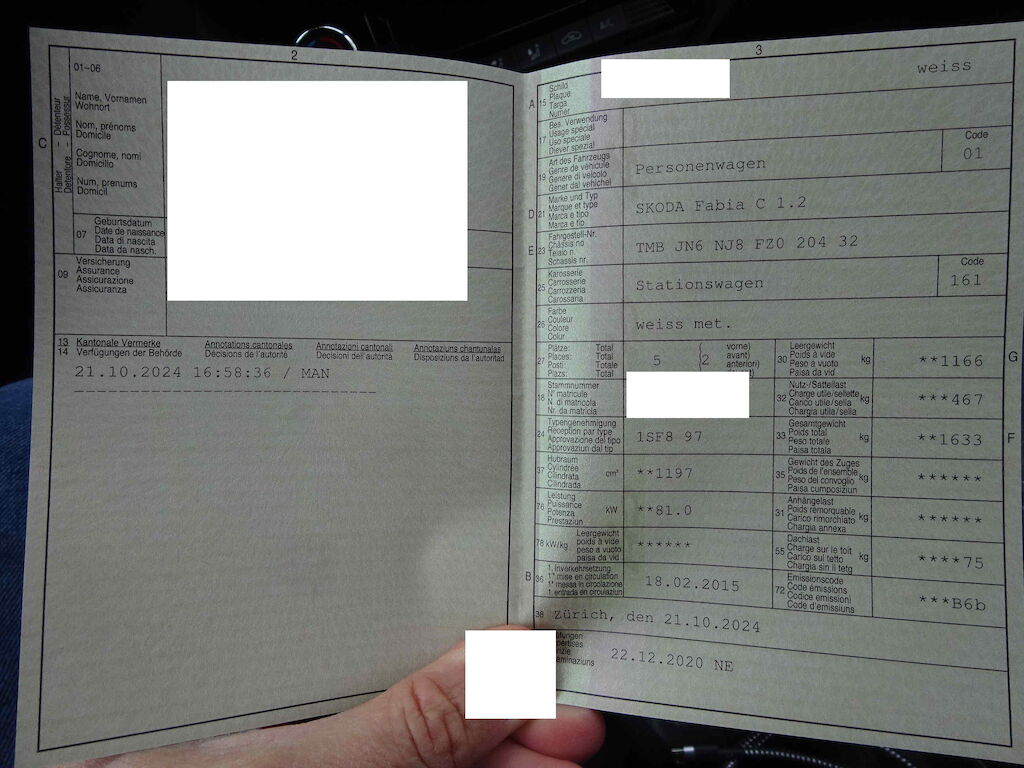 2
01–06
C
Halter – Détenteur
Detentore – Possessur
Name, Vornamen
Wohnort
Nom, prénoms
Domicile
Cognome, nomi
Domicilio
Num, prenums
Domicil
07
Geburtsdatum
Date de naissance
Data di nascita
Data da nasch.
09
Versicherung
Assurance
Assicurazione
Assicuranza
13 Kantonale Vermerke Annotations cantonales Annotazioni cantonali Annotaziuns chantunalas
14 Verfügungen der Behörde Décisions de l'autorité Decisioni dell'autorità Disposiziuns da l'autoritad
21.10.2024 16:58:36 / MAN
3
A 15
Schild
Plaque
Targa
Numer
weiss
17
Bes. Verwendung
Usage spécial
Uso speciale
Diever spezial
19
Art des Fahrzeugs
Genre de véhicule
Genere di veicolo
Gener dal vehichel
Personenwagen
Code
01
D 21
Marke und Typ
Marque et type
Marca e tipo
Marca e tip
SKODA Fabia C 1.2
E 23
Fahrgestell-Nr.
Châssis no
Telaio n.
Schassis nr.
TMB JN6 NJ8 FZ0 204 32
25
Karosserie
Carrosserie
Carrozzeria
Carossaria
Stationswagen
Code
161
26
Farbe
Couleur
Colore
Colur
weiss met.
27
Plätze: Total
Places: Total
Posti: Totale
Plazs: Total
5 (2
vorne)
avant)
anteriori)
30
Leergewicht
Poids à vide
Peso a vuoto
Paisa da vid
kg
**1166
G
18
Stammnummer
N° matricule
N. di matricola
Nr. da matricla
32
Nutz-/Sattellast
Charge utile/sellette
Carico utile/sella
Chargia utila/sella
kg
***467
24
Typengenehmigung
Réception par type
Approvazione del tipo
Approvaziun dal tip
1SF8 97
33
Gesamtgewicht
Poids total
Peso totale
Paisa totala
kg
**1633
F
37
Hubraum
Cylindrée
Cilindrata
Cilindrada
cm³
**1197
35
Gewicht des Zuges
Poids de l'ensemble
Peso del convoglio
Paisa cumposiziun
kg
******
76
Leistung
Puissance
Potenza
Prestaziun
kW
**81.0
31
Anhängelast
Poids remorquable
Carico rimorchiato
Chargia annexa
kg
******
78 kW/kg
Leergewicht
poids à vide
peso a vuoto
paisa da vid
******
55
Dachlast
Charge sur le toit
Carico sul tetto
Chargia sin il tetg
kg
****75
B 36
1. Inverkehrsetzung
1re mise en circulation
1a messa in circolazione
1. entrada en circulaziun
18.02.2015
72
Emissionscode
Code émissions
Codice emissioni
Code d'emissiuns
***B6b
38
Zürich, den 21.10.2024
22.12.2020 NE